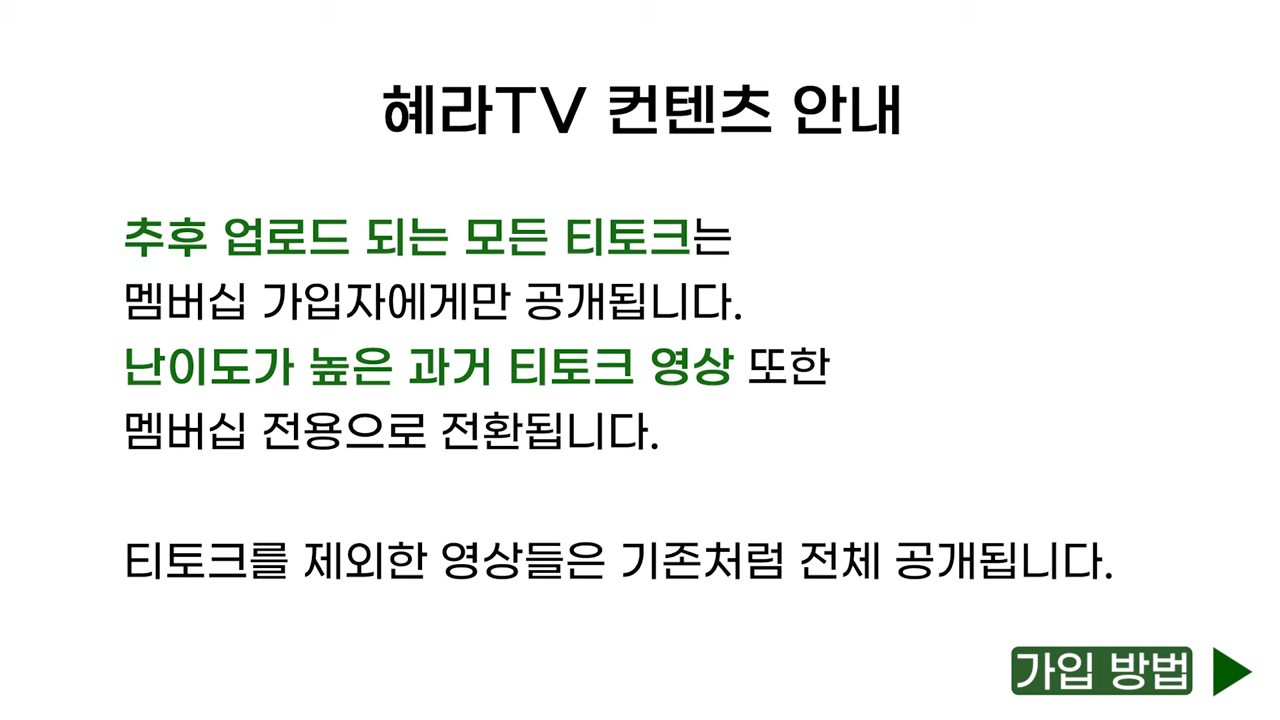 혜라TV 컨텐츠 안내
추후 업로드 되는 모든 티토크는
멤버십 가입자에게만 공개됩니다.
난이도가 높은 과거 티토크 영상 또한
멤버십 전용으로 전환됩니다.
티토크를 제외한 영상들은 기존처럼 전체 공개됩니다.
가입 방법